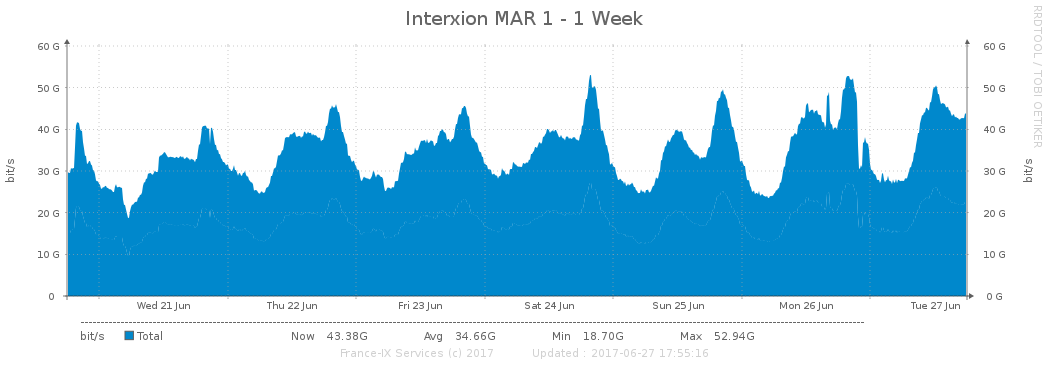 Interxion MAR 1 - 1 Week
RRDTOOL / TOBI OETIKER
bit/s
60 G
50 G
40 G
30 G
20 G
10 G
0
60 G
50 G
40 G
30 G
20 G
10 G
0 G
bit/s
Wed 21 Jun Thu 22 Jun Fri 23 Jun Sat 24 Jun Sun 25 Jun Mon 26 Jun Tue 27 Jun
bit/s Total Now 43.38G Avg 34.66G Min 18.70G Max 52.94G
France-IX Services (c) 2017 Updated : 2017-06-27 17:55:16